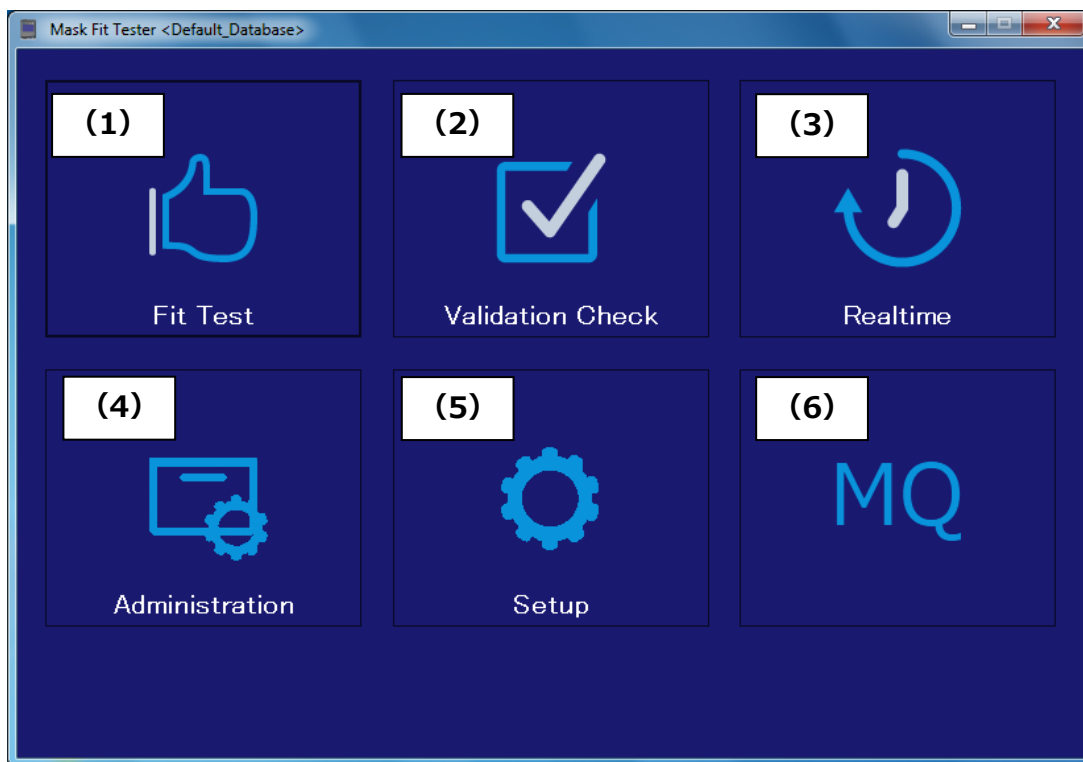 Mask Fit Tester <Default_Database>
(1)
(2)
(3)
Fit Test
Validation Check
Realtime
(4)
(5)
(6)
MQ
Administration
Setup